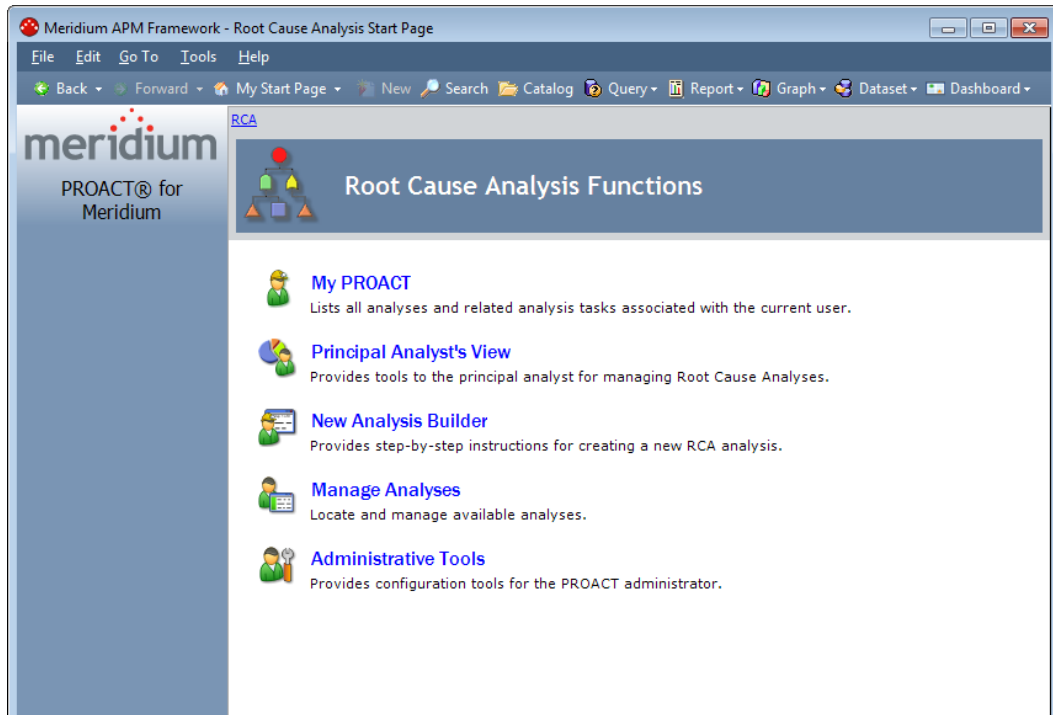 Meridium APM Framework - Root Cause Analysis Start Page
File Edit Go To Tools Help
Back Forward My Start Page New Search Catalog Query Report Graph Dataset Dashboard
meridium
PROACT® for
Meridium
RCA
Root Cause Analysis Functions
My PROACT
Lists all analyses and related analysis tasks associated with the current user.
Principal Analyst's View
Provides tools to the principal analyst for managing Root Cause Analyses.
New Analysis Builder
Provides step-by-step instructions for creating a new RCA analysis.
Manage Analyses
Locate and manage available analyses.
Administrative Tools
Provides configuration tools for the PROACT administrator.